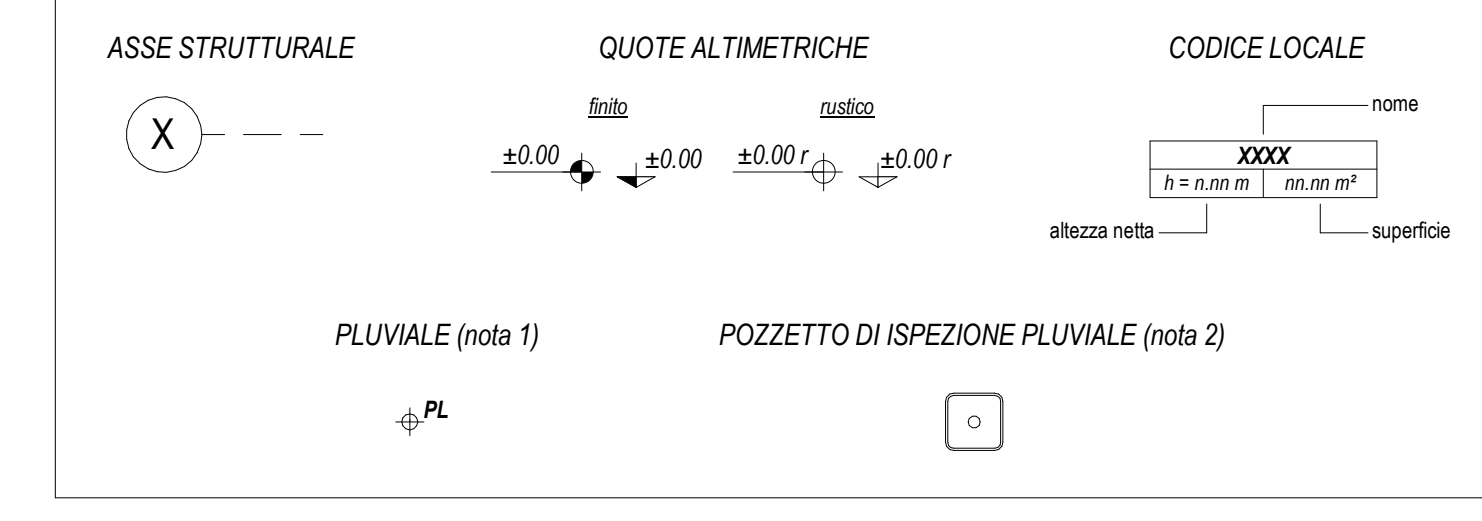 ASSE STRUTTURALE
QUOTE ALTIMETRICHE
CODICE LOCALE
X
finito
rustico
±0.00
±0.00
±0.00 r
±0.00 r
nome
XXXX
h = n.nn m
nn.nn m²
altezza netta
superficie
PLUVIALE (nota 1)
POZZETTO DI ISPEZIONE PLUVIALE (nota 2)
PL